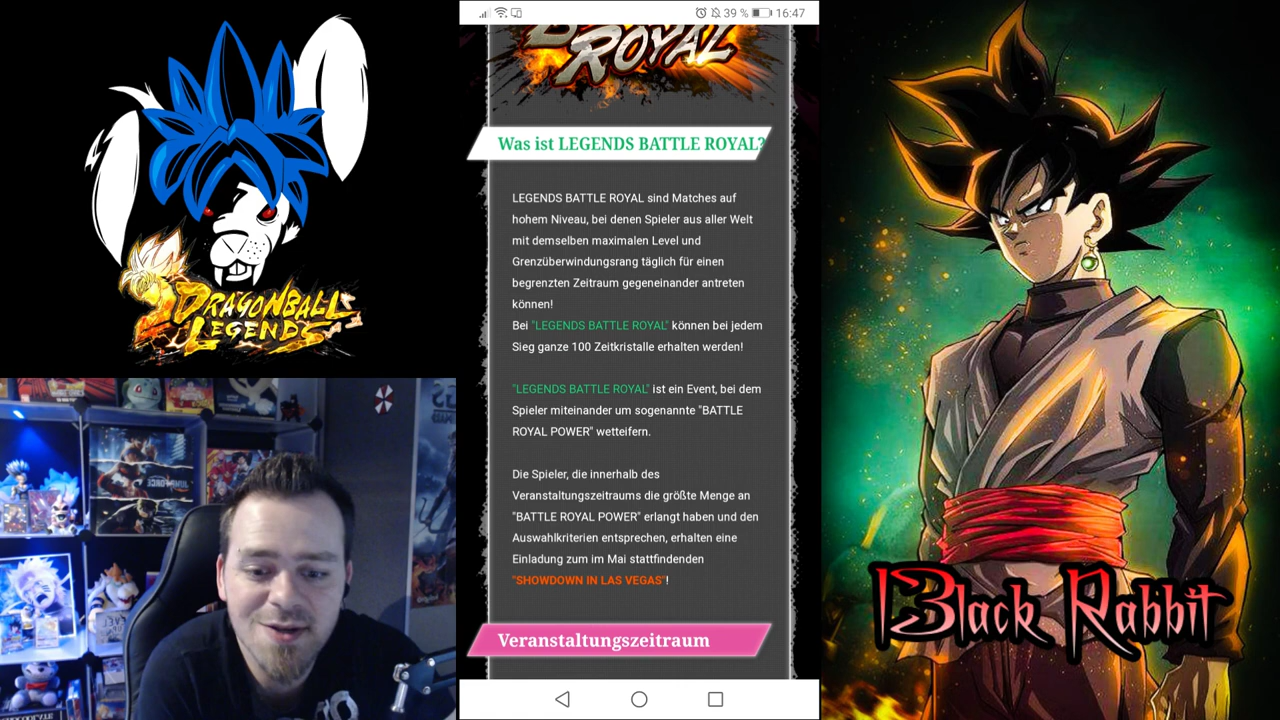 DRAGONBALL
LEGENDS
39 % 16:47
ROYAL
Was ist LEGENDS BATTLE ROYAL?
LEGENDS BATTLE ROYAL sind Matches auf
hohem Niveau, bei denen Spieler aus aller Welt
mit demselben maximalen Level und
Grenzüberwindungsrang täglich für einen
begrenzten Zeitraum gegeneinander antreten
können!
Bei "LEGENDS BATTLE ROYAL" können bei jedem
Sieg ganze 100 Zeitkristalle erhalten werden!
"LEGENDS BATTLE ROYAL" ist ein Event, bei dem
Spieler miteinander um sogenannte "BATTLE
ROYAL POWER" wetteifern.
Die Spieler, die innerhalb des
Veranstaltungszeitraums die größte Menge an
"BATTLE ROYAL POWER" erlangt haben und den
Auswahlkriterien entsprechen, erhalten eine
Einladung zum im Mai stattfindenden
"SHOWDOWN IN LAS VEGAS"!
Veranstaltungszeitraum
JUMP FORCE
Black Rabbit